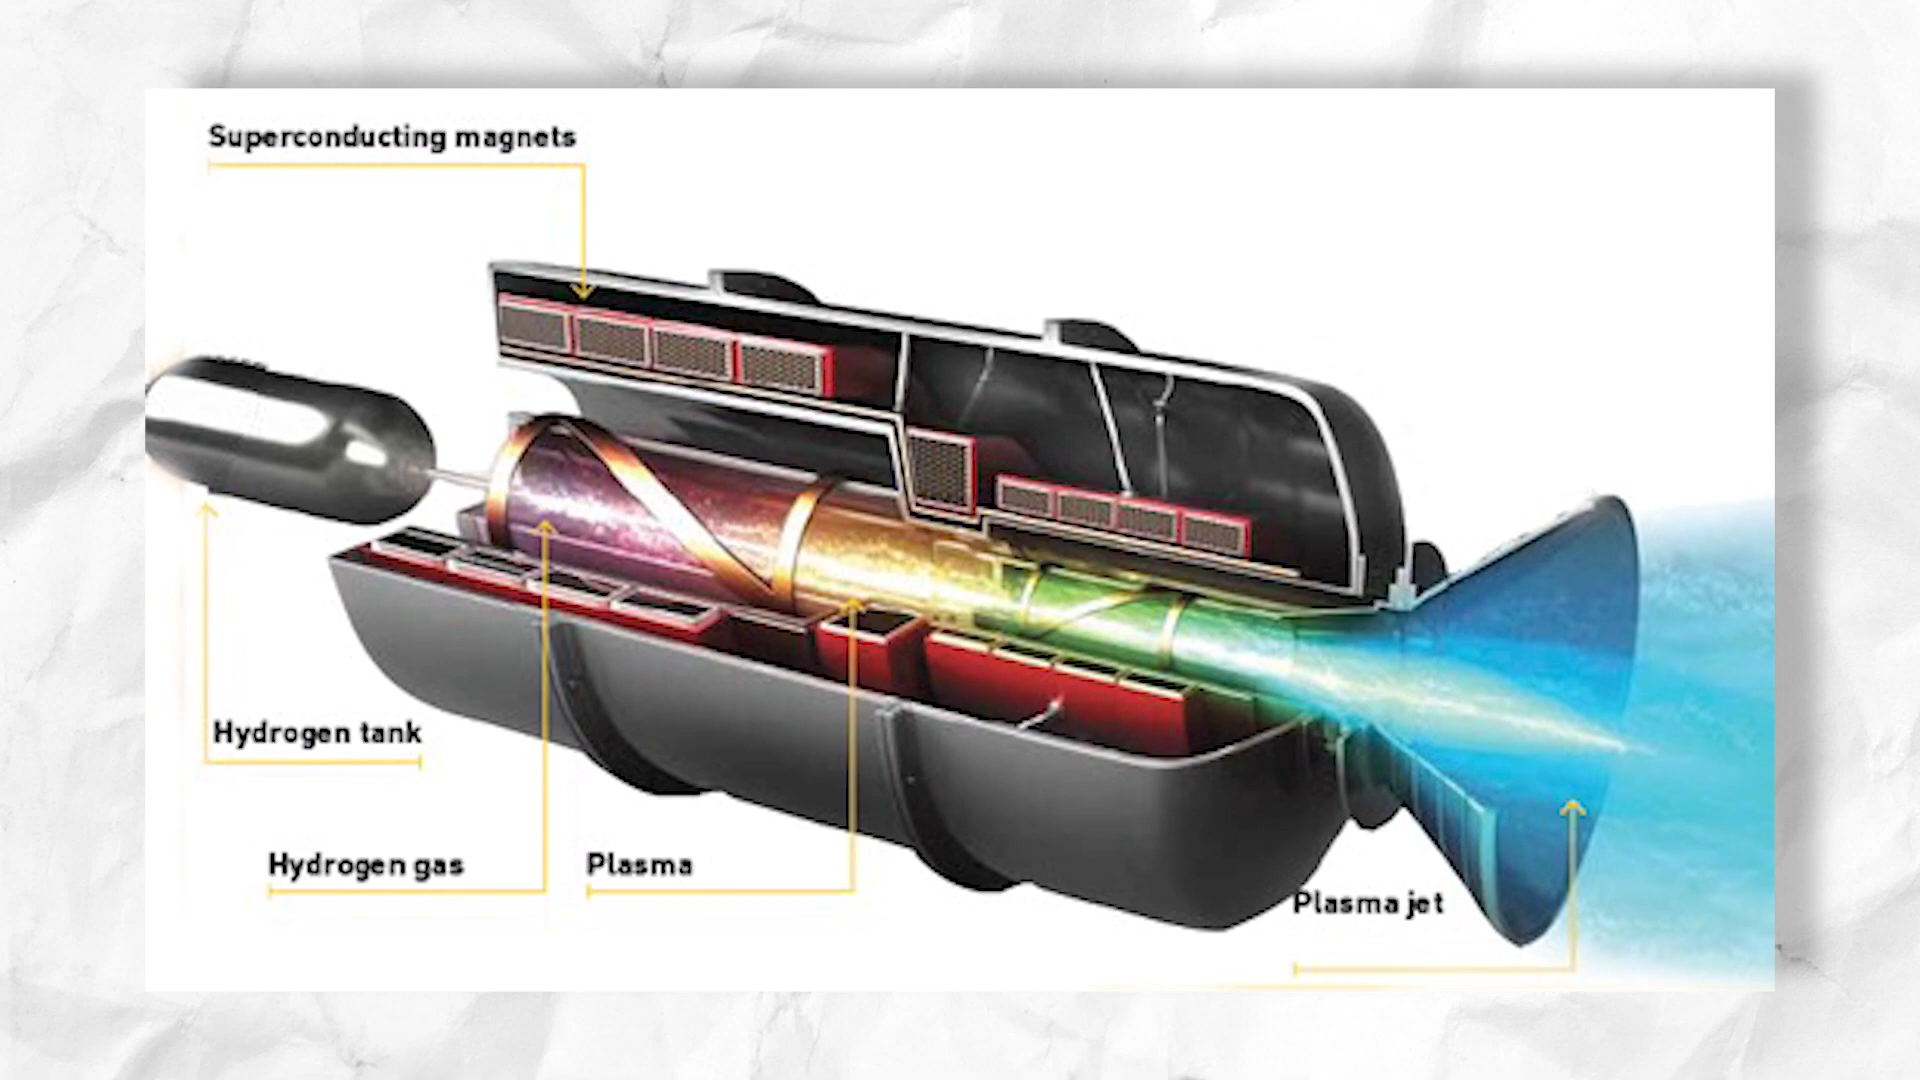 Superconducting magnets
Hydrogen tank
Hydrogen gas
Plasma
Plasma jet